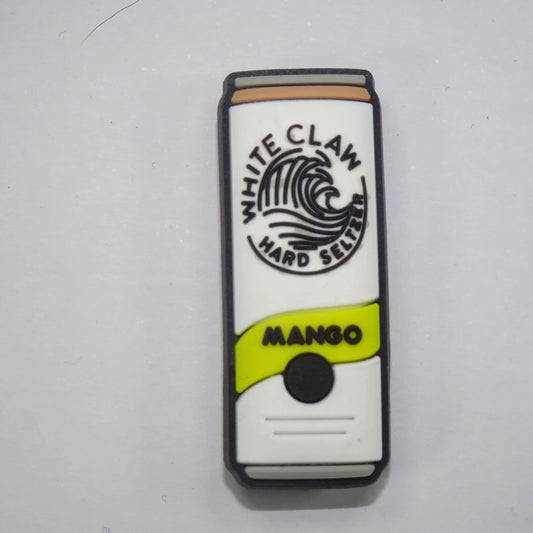 WHITE CLAW
HARD SELTZER
MANGO